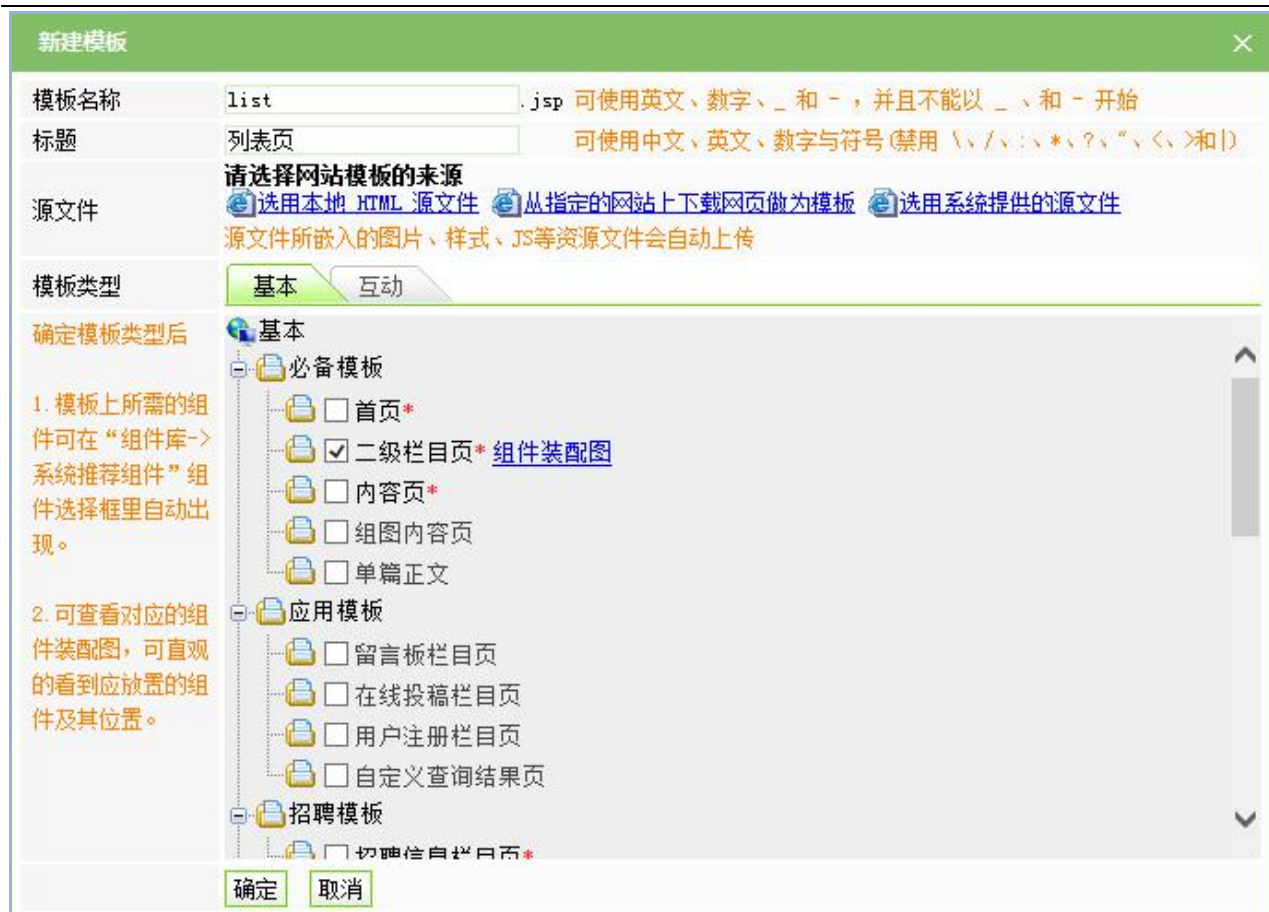 新建模板
模板名称 list .jsp 可使用英文、数字、_ 和 - ，并且不能以 _ 、和 - 开始
标题 列表页 可使用中文、英文、数字与符号(禁用 \、/、:、*、?、“、<、>和|)
请选择网站模板的来源
源文件 选用本地 HTML 源文件 从指定的网站上下载网页做为模板 选用系统提供的源文件
源文件所嵌入的图片、样式、JS等资源文件会自动上传
模板类型 基本 互动
确定模板类型后
1.模板上所需的组
件可在“组件库->
系统推荐组件”组
件选择框里自动出
现。
2.可查看对应的组
件装配图，可直观
的看到应放置的组
件及其位置。
基本
必备模板
首页*
二级栏目页* 组件装配图
内容页*
组图内容页
单篇正文
应用模板
留言板栏目页
在线投稿栏目页
用户注册栏目页
自定义查询结果页
招聘模板
招聘信息栏目页*
确定 取消